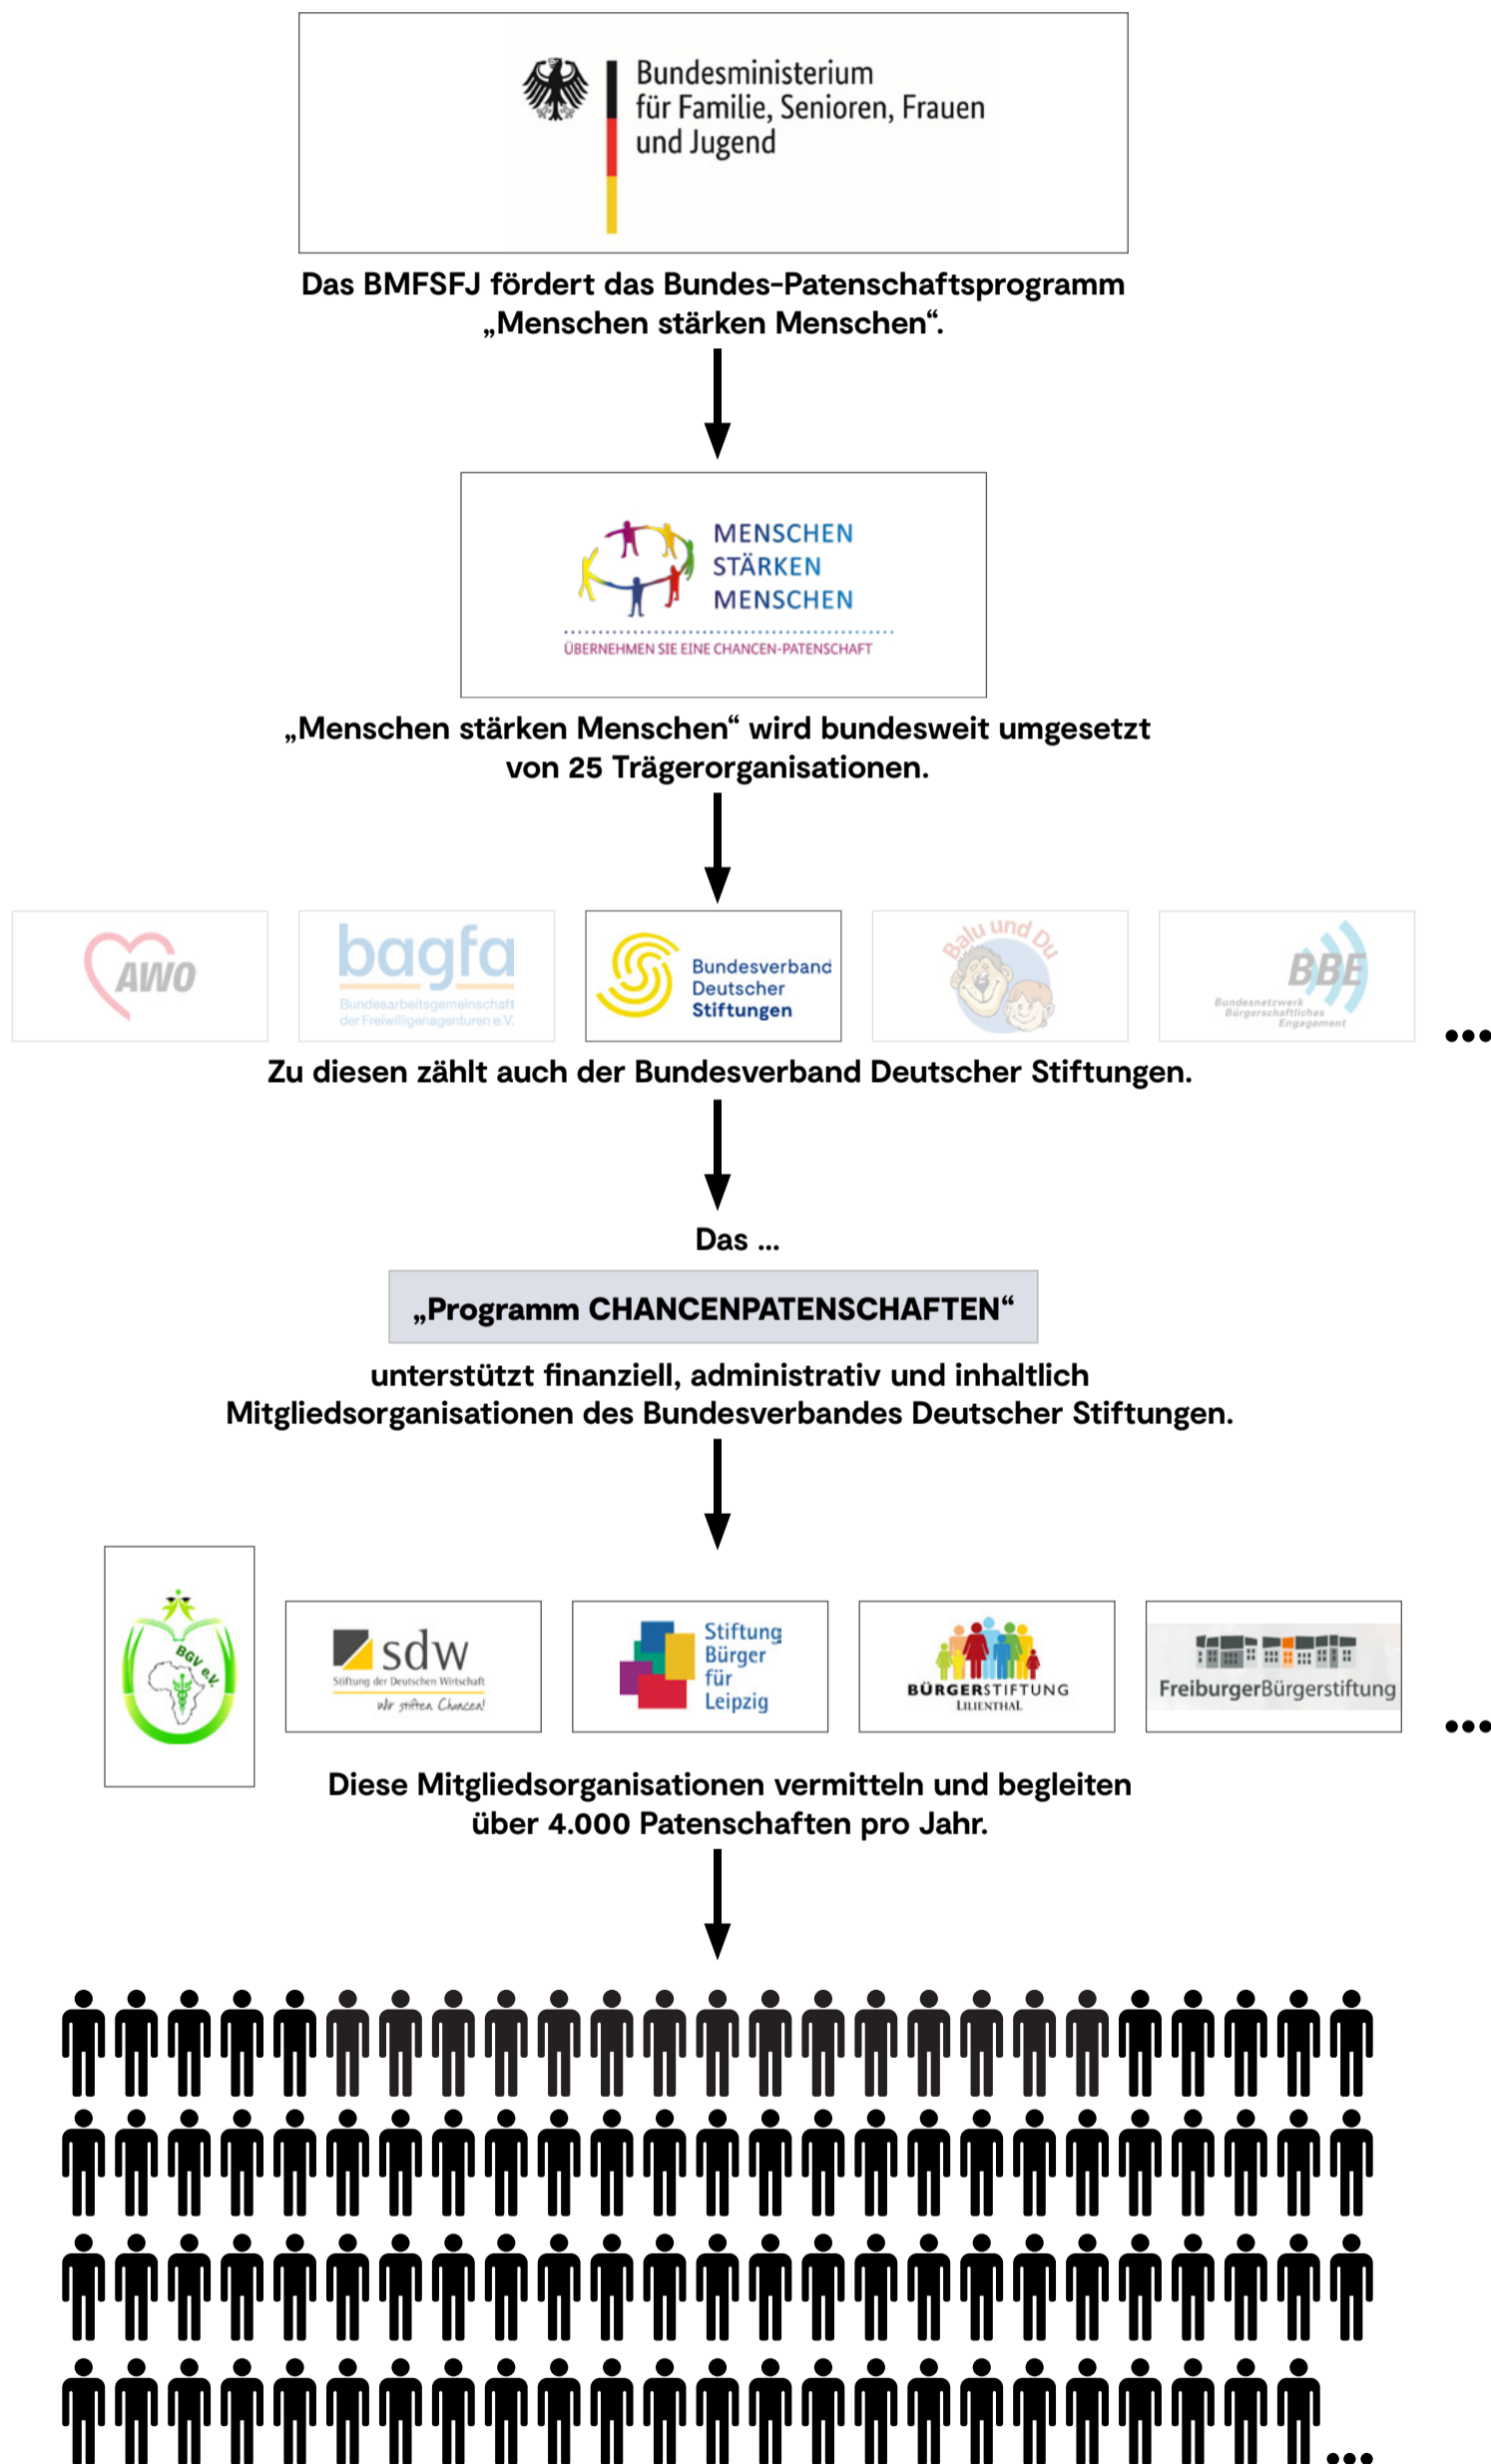 Bundesministerium
für Familie, Senioren, Frauen
und Jugend
Das BMFSFJ fördert das Bundes-Patenschaftsprogramm
„Menschen stärken Menschen“.
MENSCHEN
STÄRKEN
MENSCHEN
ÜBERNEHMEN SIE EINE CHANCEN-PATENSCHAFT
„Menschen stärken Menschen“ wird bundesweit umgesetzt
von 25 Trägerorganisationen.
AWO
bagfa
Bundesarbeitsgemeinschaft
der Freiwilligenagenturen e.V.
Bundesverband
Deutscher
Stiftungen
Balu und Du
BBE
Bundesnetzwerk
Bürgerschaftliches
Engagement
...
Zu diesen zählt auch der Bundesverband Deutscher Stiftungen.
Das ...
„Programm CHANCENPATENSCHAFTEN“
unterstützt finanziell, administrativ und inhaltlich
Mitgliedsorganisationen des Bundesverbandes Deutscher Stiftungen.
BGV e.V.
sdw
Stiftung der Deutschen Wirtschaft
Wir stiften Chancen!
Stiftung
Bürger
für
Leipzig
BÜRGERSTIFTUNG
LILIENTHAL
FreiburgerBürgerstiftung
...
Diese Mitgliedsorganisationen vermitteln und begleiten
über 4.000 Patenschaften pro Jahr.
...